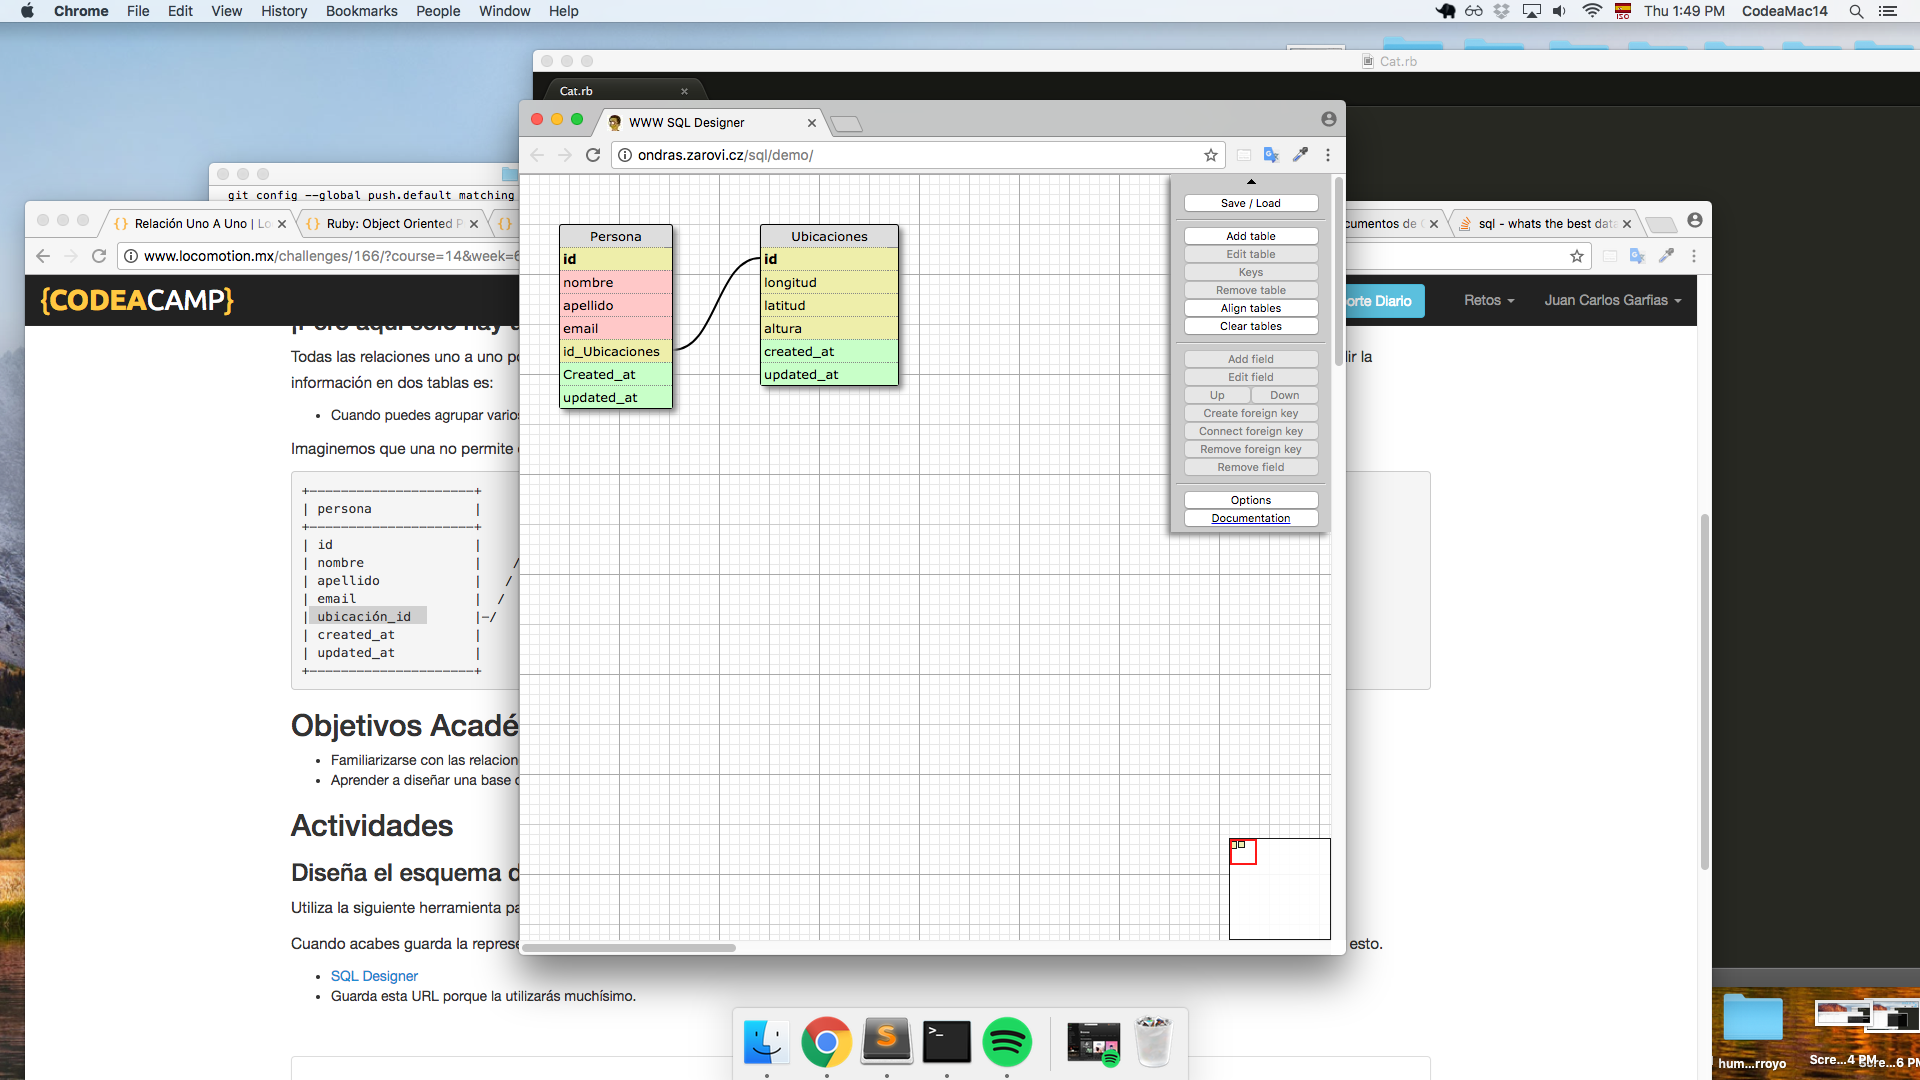 Chrome File Edit View History Bookmarks People Window Help
ISO Thu 1:49 PM CodeaMac14
Cat.rb
Cat.rb
WWW SQL Designer
ondras.zarovi.cz/sql/demo/
git config --global push.default matching
Relación Uno A Uno | Lo
Ruby: Object Oriented P
cumentos de
sql - whats the best data
www.locomotion.mx/challenges/166/?course=14&week=6
{CODEACAMP}
orte Diario
Retos
Juan Carlos Garfias
Todas las relaciones uno a uno po
dir la
información en dos tablas es:
Cuando puedes agrupar varios
Imaginemos que una no permite
+---------------------+
| persona |
+---------------------+
| id |
| nombre | /
| apellido | /
| email | /
| ubicación_id |-/
| created_at |
| updated_at |
+---------------------+
Objetivos Acadé
Familiarizarse con las relacion
Aprender a diseñar una base d
Actividades
Diseña el esquema d
Utiliza la siguiente herramienta pa
Cuando acabes guarda la represe
esto.
SQL Designer
Guarda esta URL porque la utilizarás muchísimo.
Persona
id
nombre
apellido
email
id_Ubicaciones
Created_at
updated_at
Ubicaciones
id
longitud
latitud
altura
created_at
updated_at
Save / Load
Add table
Edit table
Keys
Remove table
Align tables
Clear tables
Add field
Edit field
Up Down
Create foreign key
Connect foreign key
Remove foreign key
Remove field
Options
Documentation
hum...rroyo
Scre...4 PM
Scre...6 PM